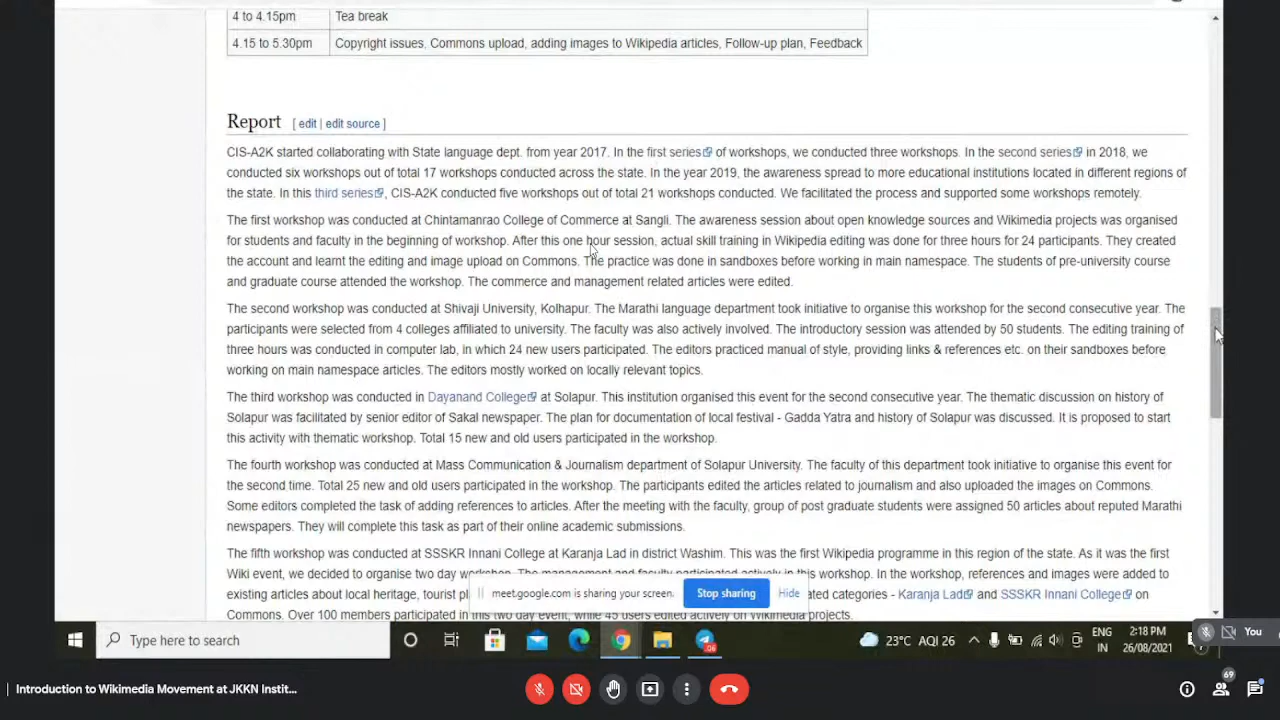 4 to 4.15pm Tea break
4.15 to 5.30pm Copyright issues. Commons upload, adding images to Wikipedia articles, Follow-up plan, Feedback
Report [ edit | edit source ]
CIS-A2K started collaborating with State language dept. from year 2017. In the first series of workshops, we conducted three workshops. In the second series in 2018, we
conducted six workshops out of total 17 workshops conducted across the state. In the year 2019, the awareness spread to more educational institutions located in different regions of
the state. In this third series, CIS-A2K conducted five workshops out of total 21 workshops conducted. We facilitated the process and supported some workshops remotely.
The first workshop was conducted at Chintamanrao College of Commerce at Sangli. The awareness session about open knowledge sources and Wikimedia projects was organised
for students and faculty in the beginning of workshop. After this one hour session, actual skill training in Wikipedia editing was done for three hours for 24 participants. They created
the account and learnt the editing and image upload on Commons. The practice was done in sandboxes before working in main namespace. The students of pre-university course
and graduate course attended the workshop. The commerce and management related articles were edited.
The second workshop was conducted at Shivaji University, Kolhapur. The Marathi language department took initiative to organise this workshop for the second consecutive year. The
participants were selected from 4 colleges affiliated to university. The faculty was also actively involved. The introductory session was attended by 50 students. The editing training of
three hours was conducted in computer lab, in which 24 new users participated. The editors practiced manual of style, providing links & references etc. on their sandboxes before
working on main namespace articles. The editors mostly worked on locally relevant topics.
The third workshop was conducted in Dayanand College at Solapur. This institution organised this event for the second consecutive year. The thematic discussion on history of
Solapur was facilitated by senior editor of Sakal newspaper. The plan for documentation of local festival - Gadda Yatra and history of Solapur was discussed. It is proposed to start
this activity with thematic workshop. Total 15 new and old users participated in the workshop.
The fourth workshop was conducted at Mass Communication & Journalism department of Solapur University. The faculty of this department took initiative to organise this event for
the second time. Total 25 new and old users participated in the workshop. The participants edited the articles related to journalism and also uploaded the images on Commons.
Some editors completed the task of adding references to articles. After the meeting with the faculty, group of post graduate students were assigned 50 articles about reputed Marathi
newspapers. They will complete this task as part of their online academic submissions.
The fifth workshop was conducted at SSSKR Innani College at Karanja Lad in district Washim. This was the first Wikipedia programme in this region of the state. As it was the first
Wiki event, we decided to organise two day workshop. The management and faculty participated actively in this workshop. In the workshop, references and images were added to
existing articles about local heritage, tourist pl ated categories - Karanja Lad and SSSKR Innani College on
meet.google.com is sharing your screen. Stop sharing Hide
Commons. Over 100 members participated in this two day event, while 45 users edited actively on Wikimedia projects.
Type here to search
06
23°C AQI 26
ENG
IN
2:18 PM
26/08/2021
You
Introduction to Wikimedia Movement at JKKN Instit...
69